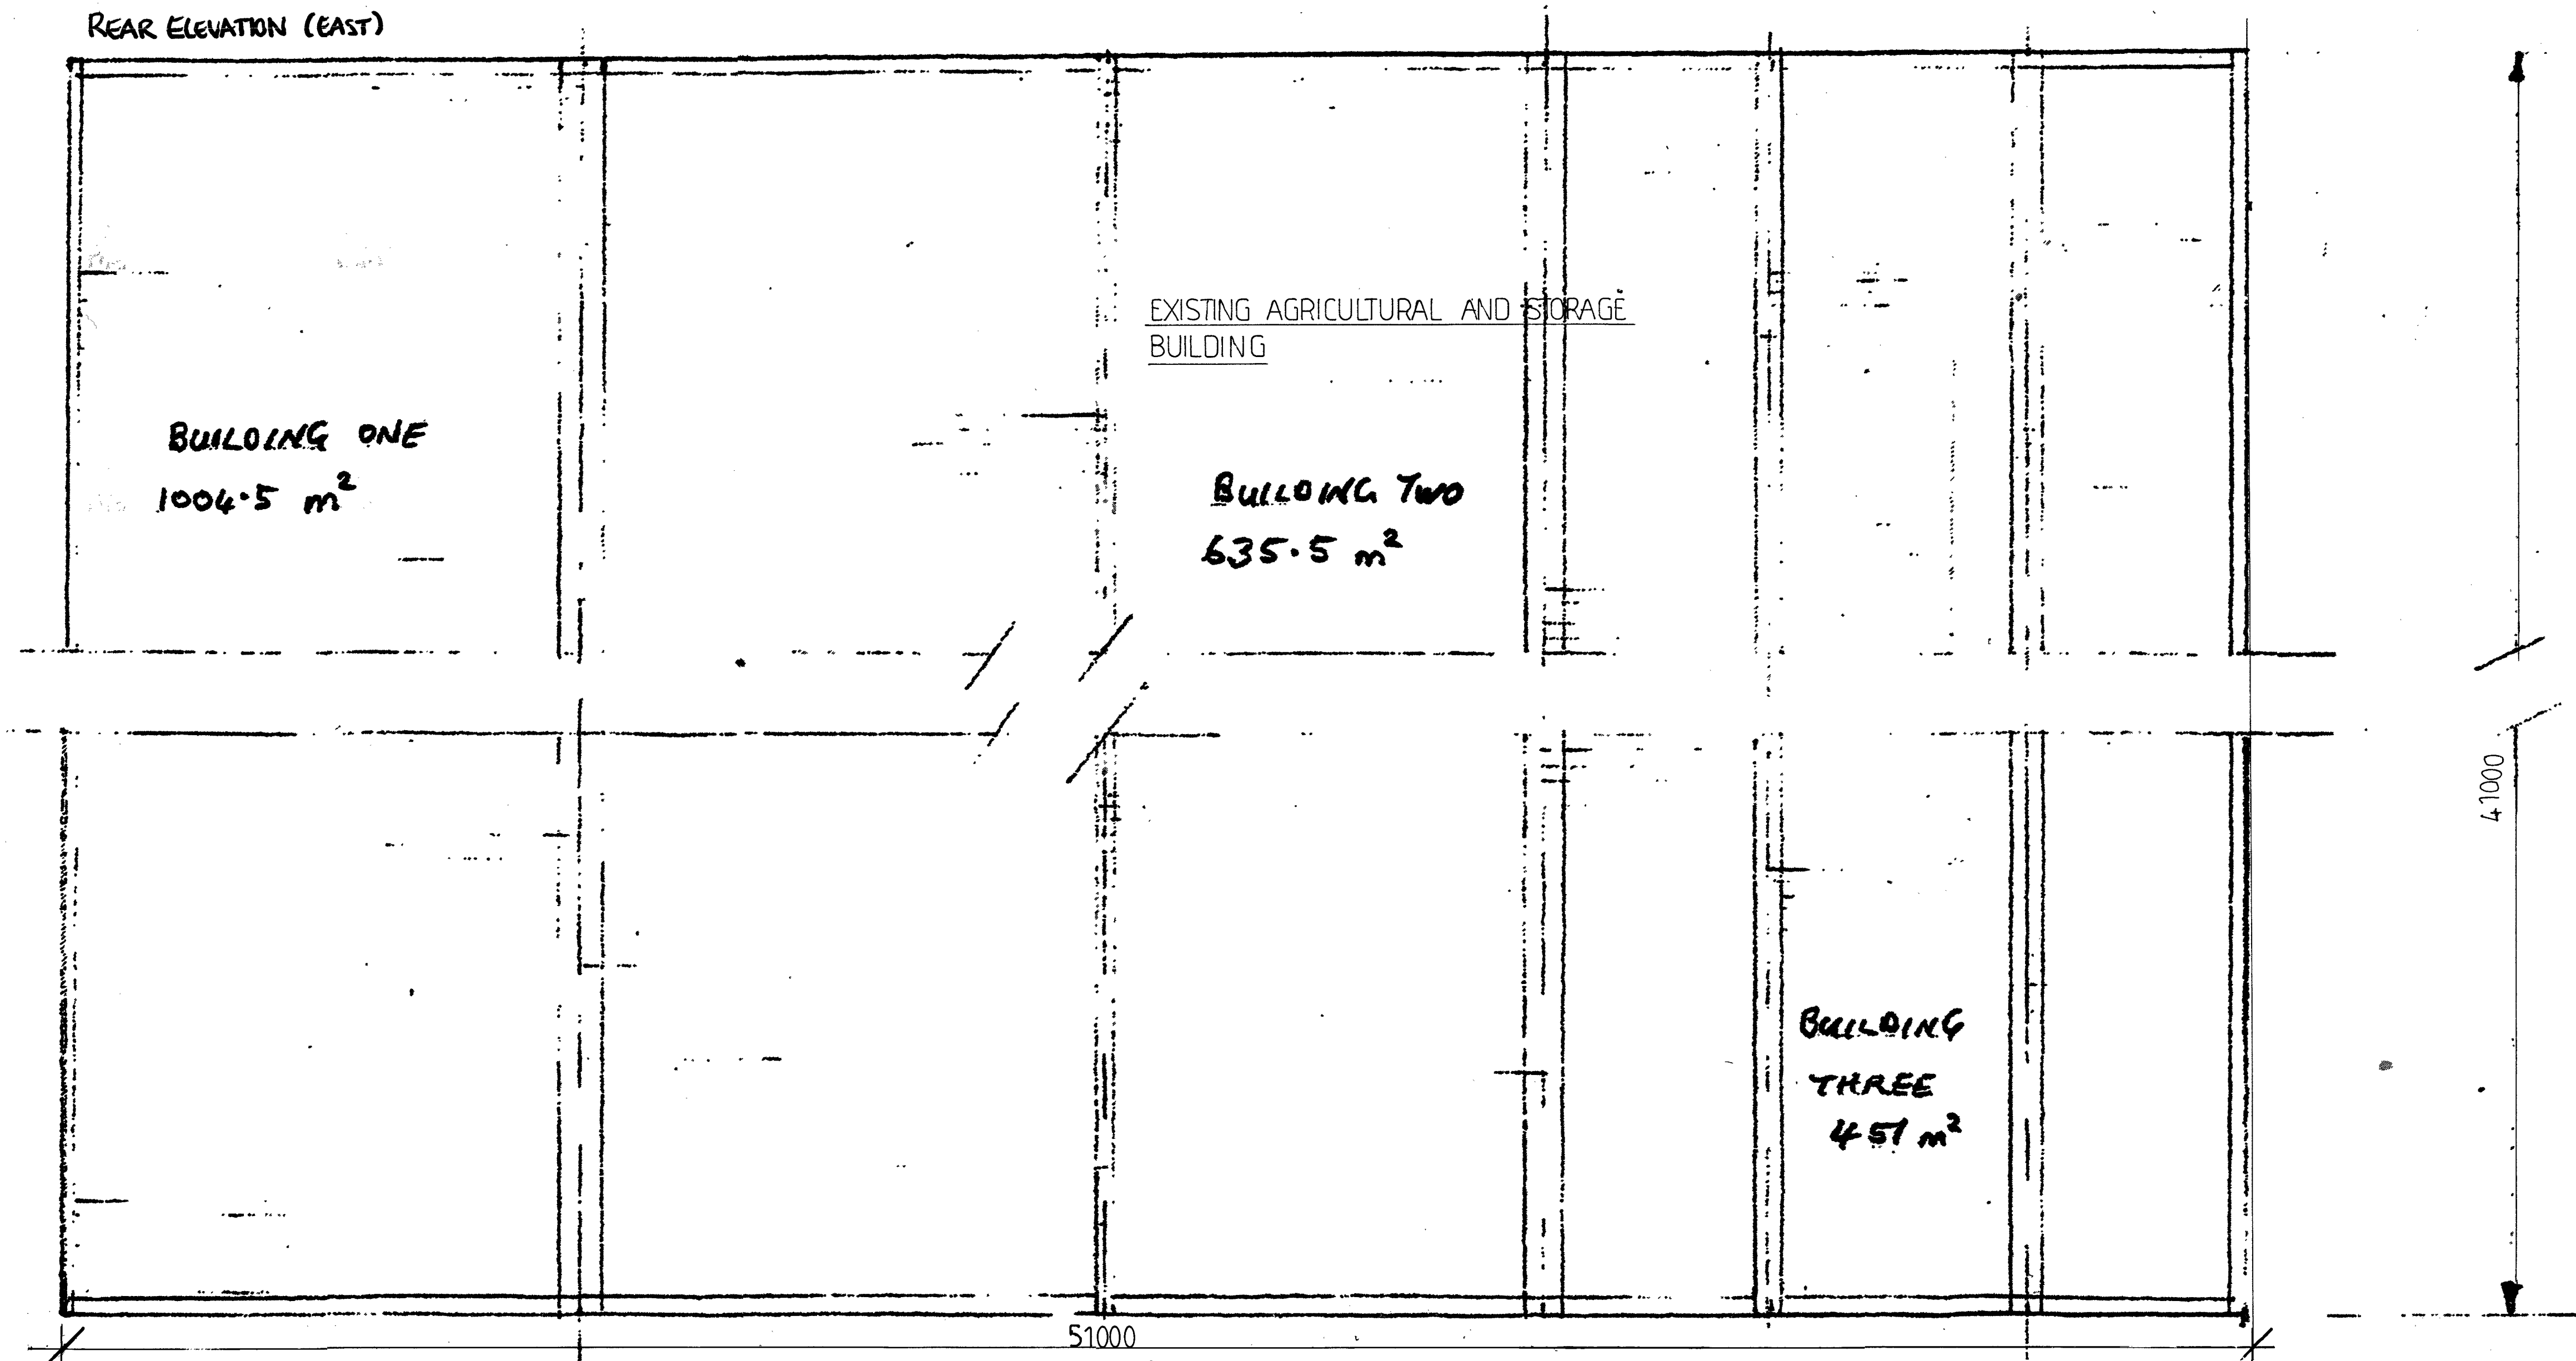 REAR ELEVATION (EAST)
EXISTING AGRICULTURAL AND STORAGE
BUILDING
BUILDING ONE
1004.5 m²
BUILDING TWO
635.5 m²
41000
BUILDING
THREE
451 m²
51000